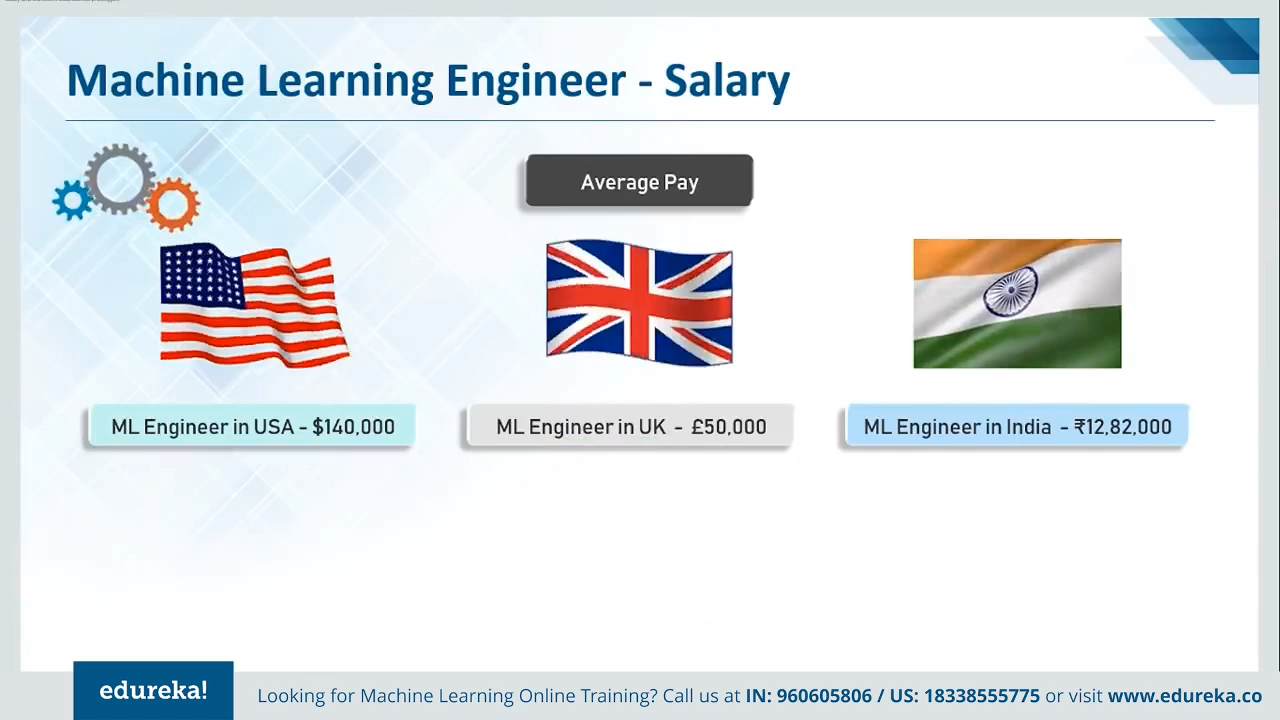 Machine Learning Engineer - Salary
Average Pay
ML Engineer in USA - $140,000
ML Engineer in UK - £50,000
ML Engineer in India - ₹12,82,000
edureka!
Looking for Machine Learning Online Training? Call us at IN: 960605806 / US: 18338555775 or visit www.edureka.co